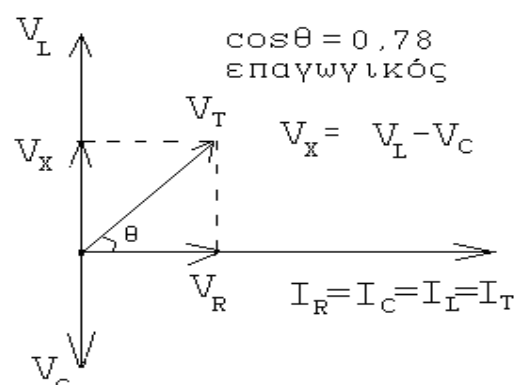 V_L
cosθ=0,78
επαγωγικός
V_T
V_X
V_X= V_L-V_C
θ
V_R
I_R=I_C=I_L=I_T
V_C